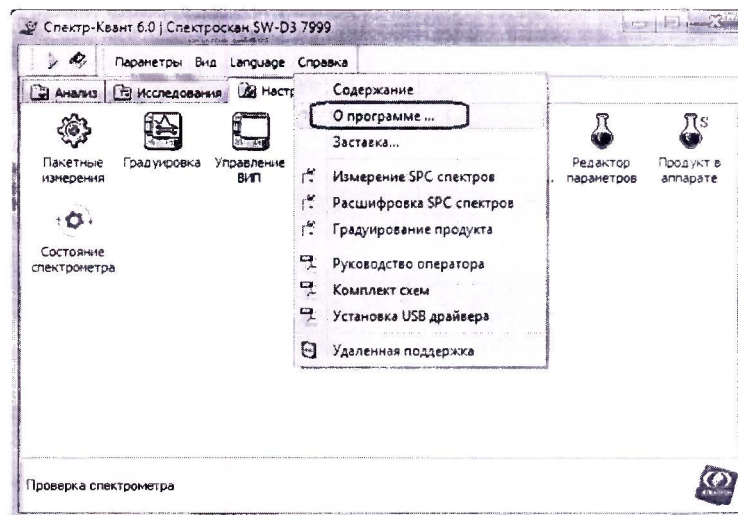 Спектр-Квант 6.0 | Спектроскан SW-D3 7999
Параметры Вид Language Справка
Анализ Исследования Настр
Содержание
О программе ...
Заставка...
Измерение SPC спектров
Расшифровка SPC спектров
Градуирование продукта
Руководство оператора
Комплект схем
Установка USB драйвера
Удаленная поддержка
Пакетные
измерения
Градуировка
Управление
ВИП
Редактор
параметров
Продукт в
аппарате
Состояние
спектрометра
Проверка спектрометра